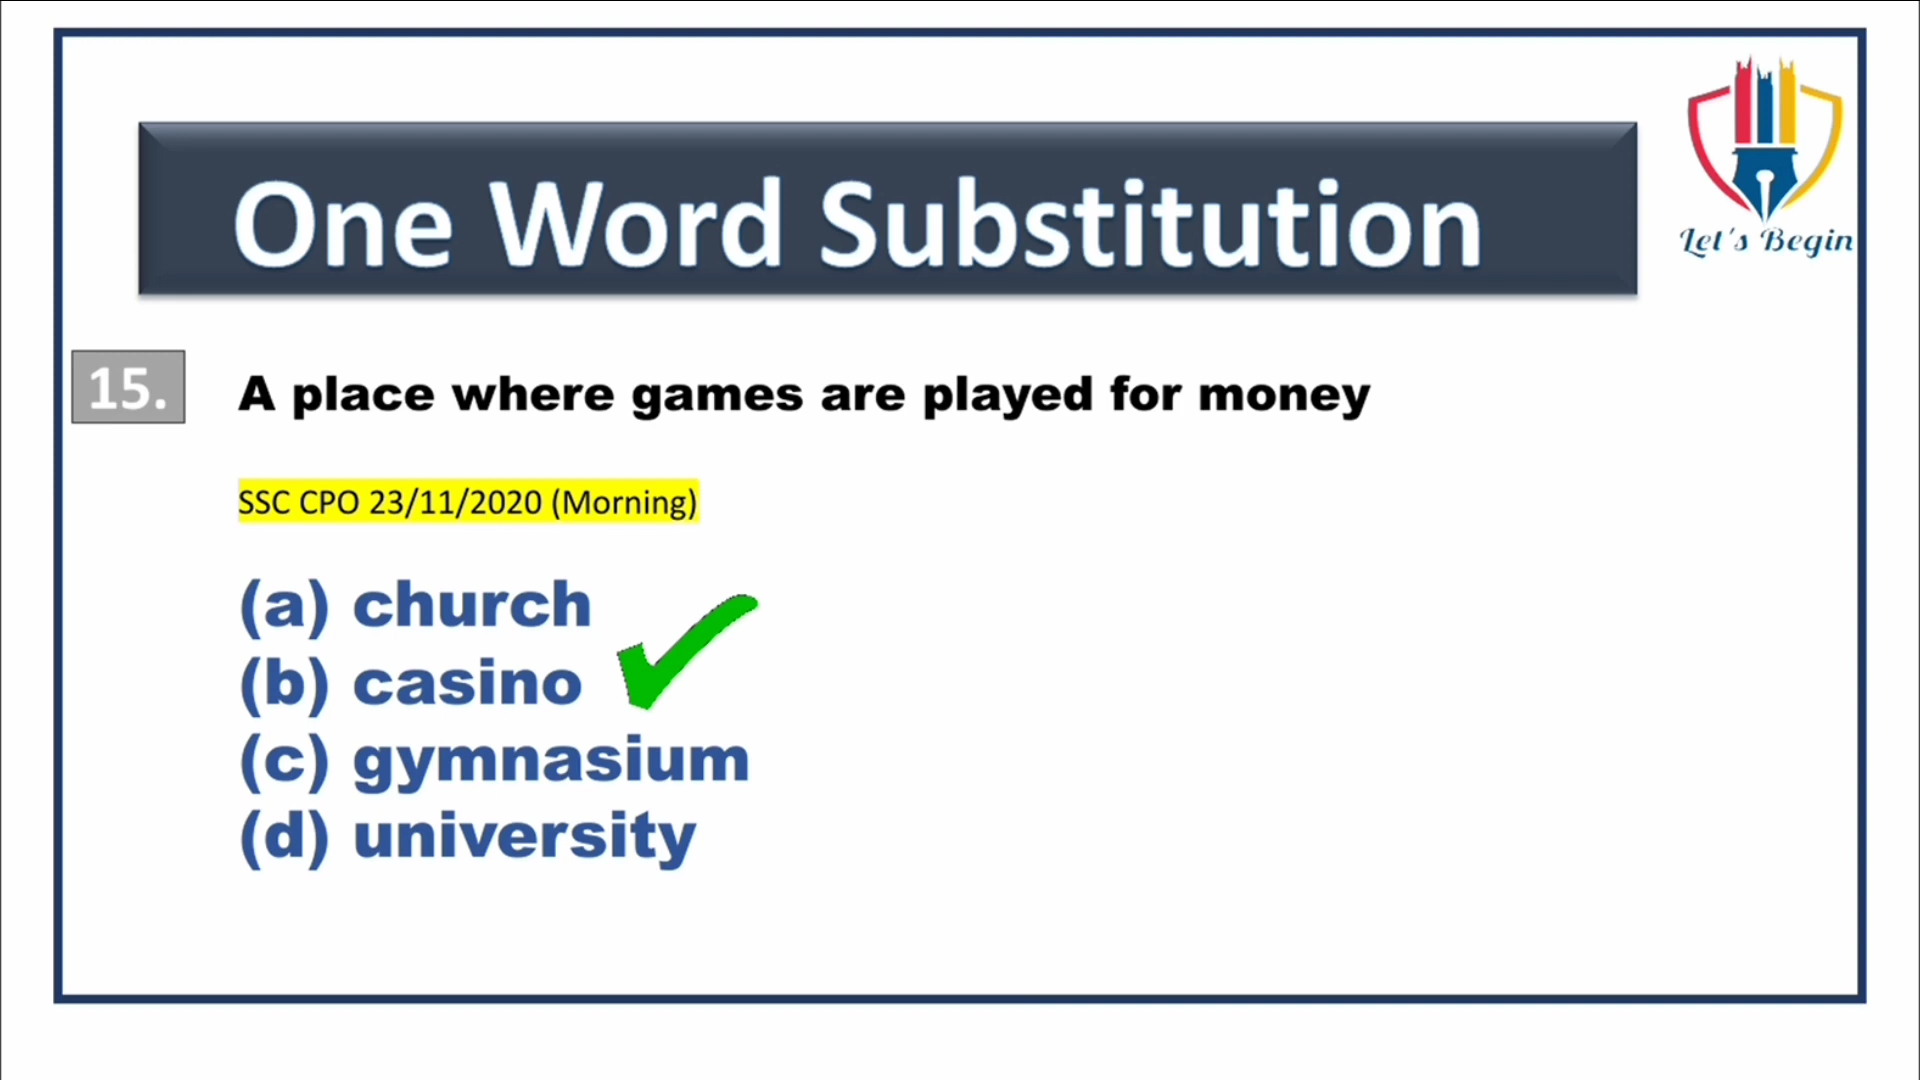 One Word Substitution
Let's Begin
15.
A place where games are played for money
SSC CPO 23/11/2020 (Morning)
(a) church
(b) casino
(c) gymnasium
(d) university